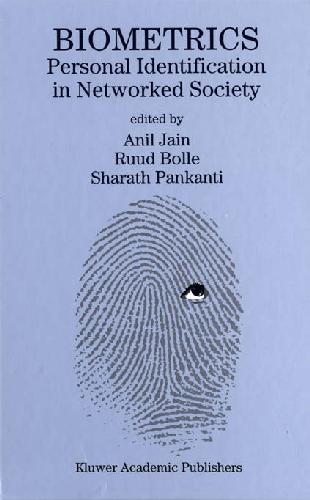 BIOMETRICS
Personal Identification
in Networked Society
edited by
Anil Jain
Ruud Bolle
Sharath Pankanti
Kluwer Academic Publishers